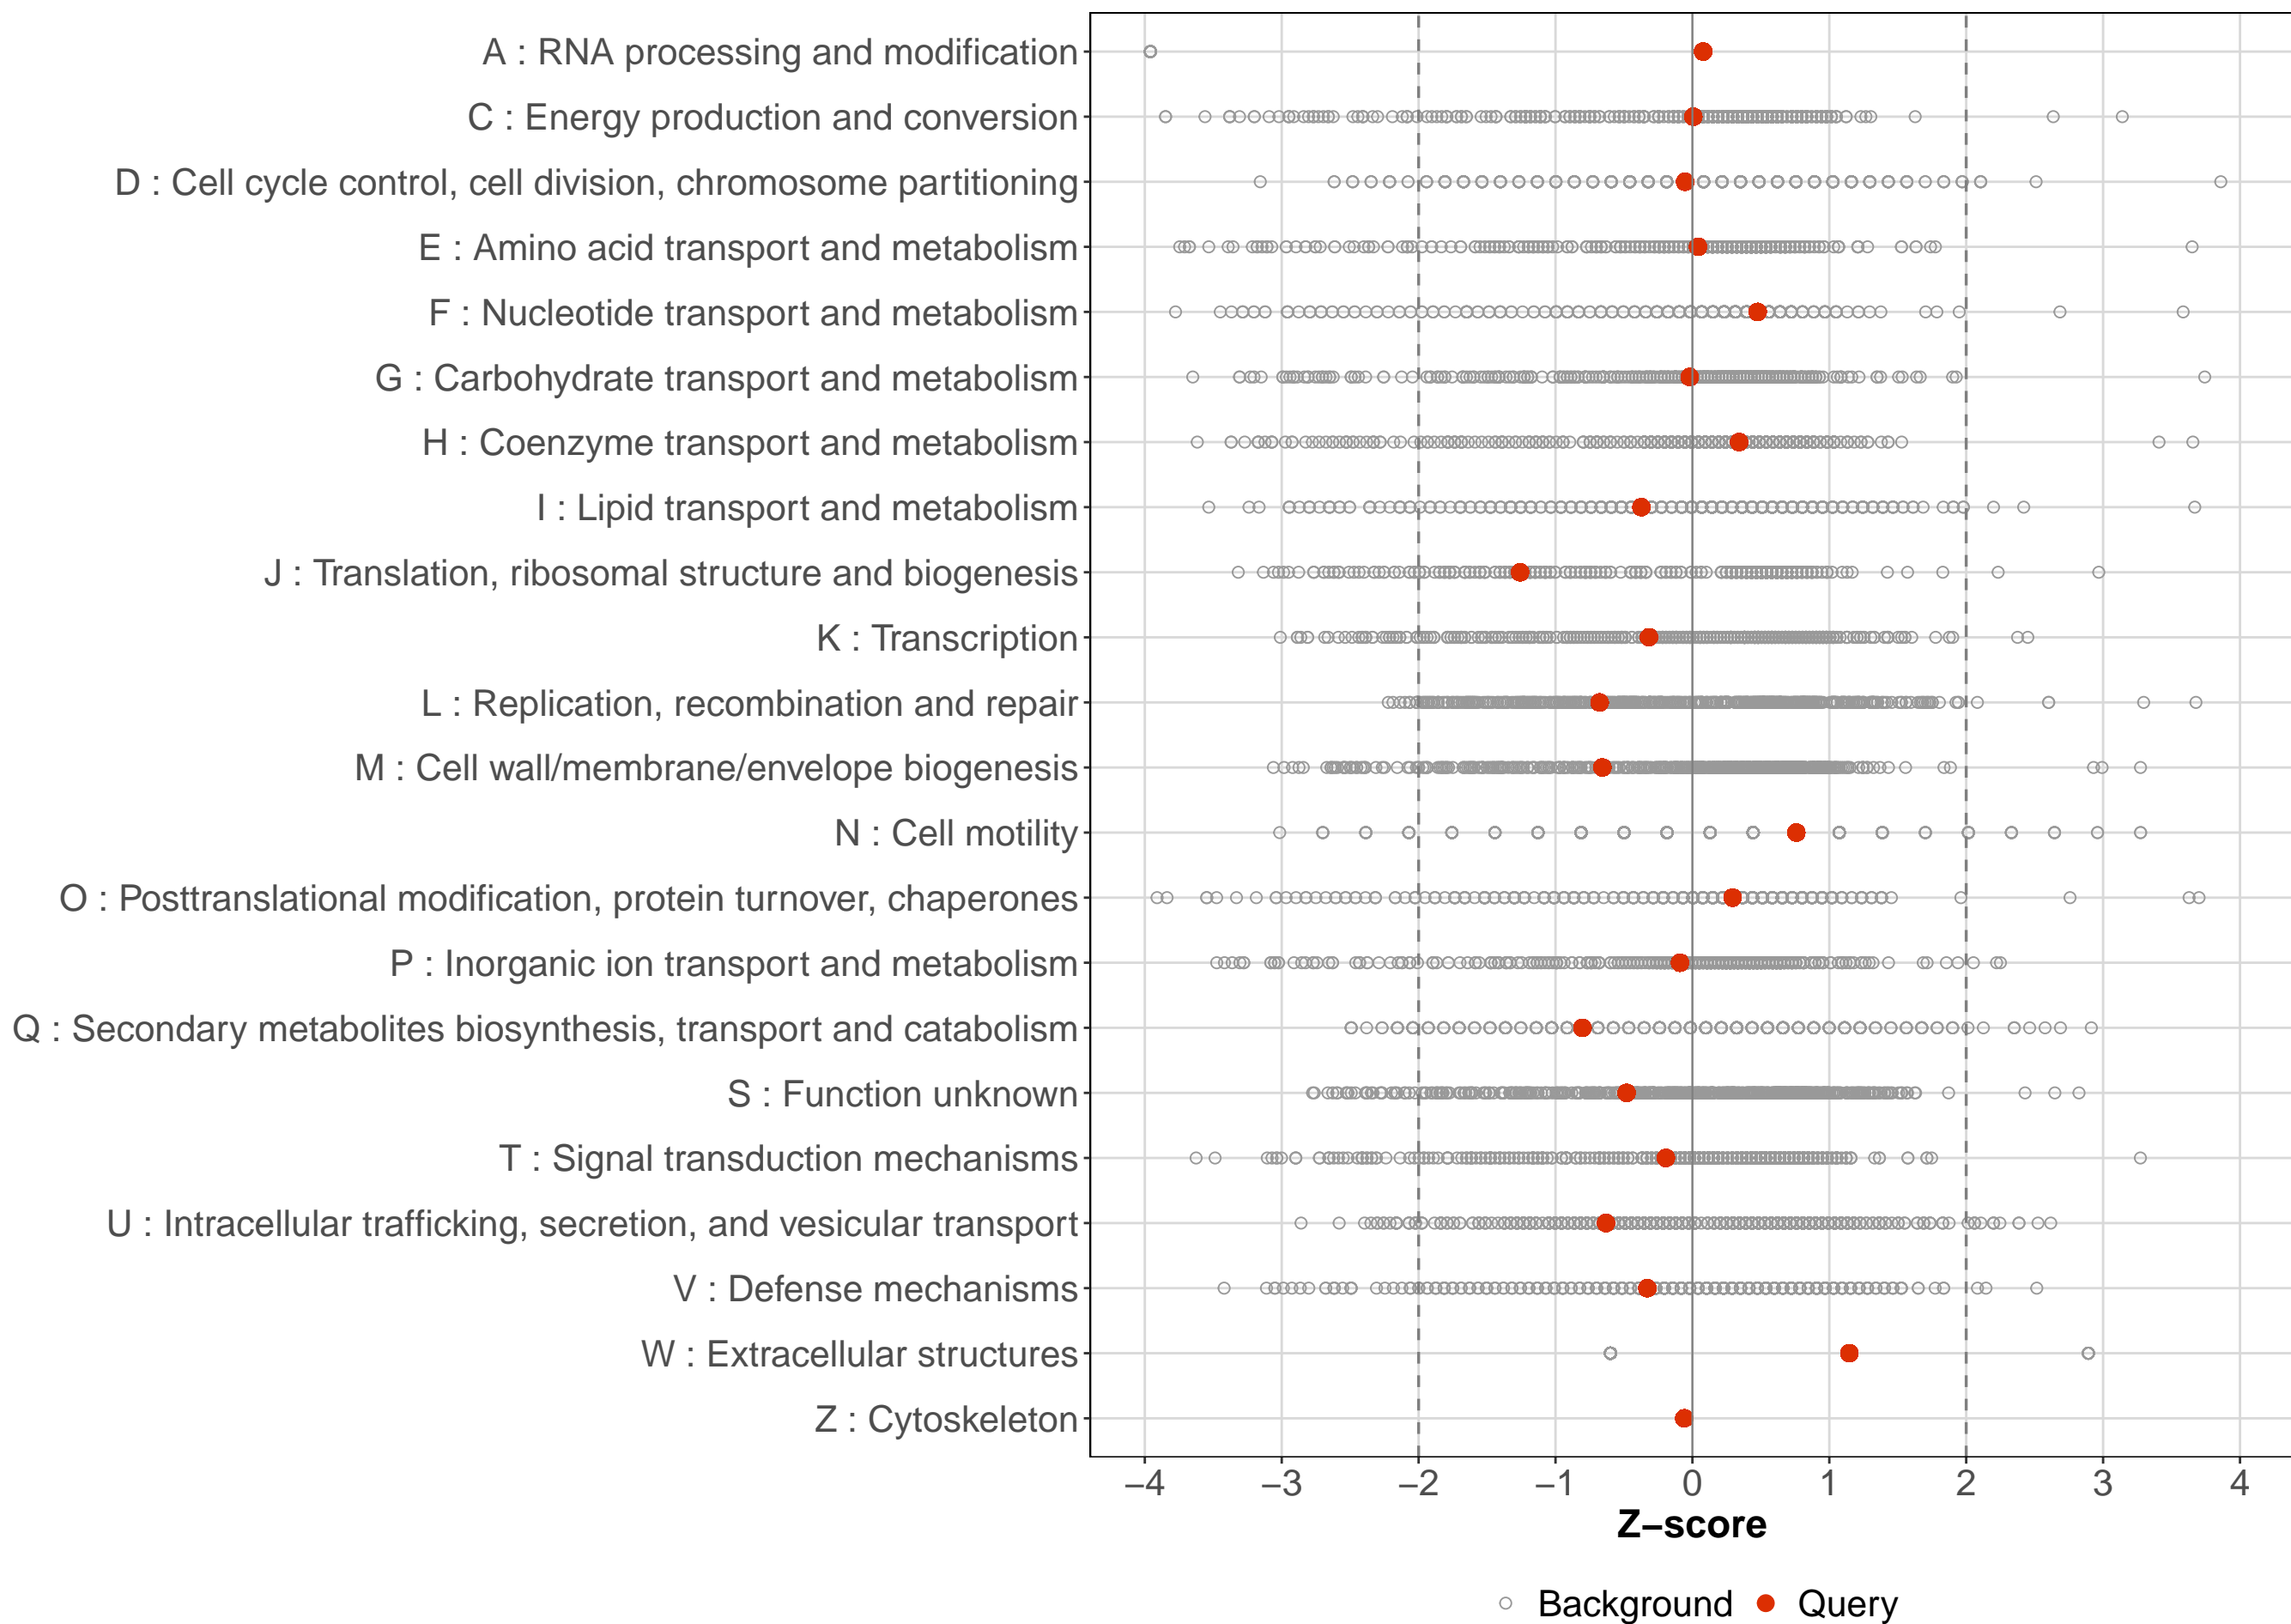 A : RNA processing and modification
C : Energy production and conversion
D : Cell cycle control, cell division, chromosome partitioning
E : Amino acid transport and metabolism
F : Nucleotide transport and metabolism
G : Carbohydrate transport and metabolism
H : Coenzyme transport and metabolism
I : Lipid transport and metabolism
J : Translation, ribosomal structure and biogenesis
K : Transcription
L : Replication, recombination and repair
M : Cell wall/membrane/envelope biogenesis
N : Cell motility
O : Posttranslational modification, protein turnover, chaperones
P : Inorganic ion transport and metabolism
Q : Secondary metabolites biosynthesis, transport and catabolism
S : Function unknown
T : Signal transduction mechanisms
U : Intracellular trafficking, secretion, and vesicular transport
V : Defense mechanisms
W : Extracellular structures
Z : Cytoskeleton
−4 −3 −2 −1 0 1 2 3 4
Z−score
Background Query